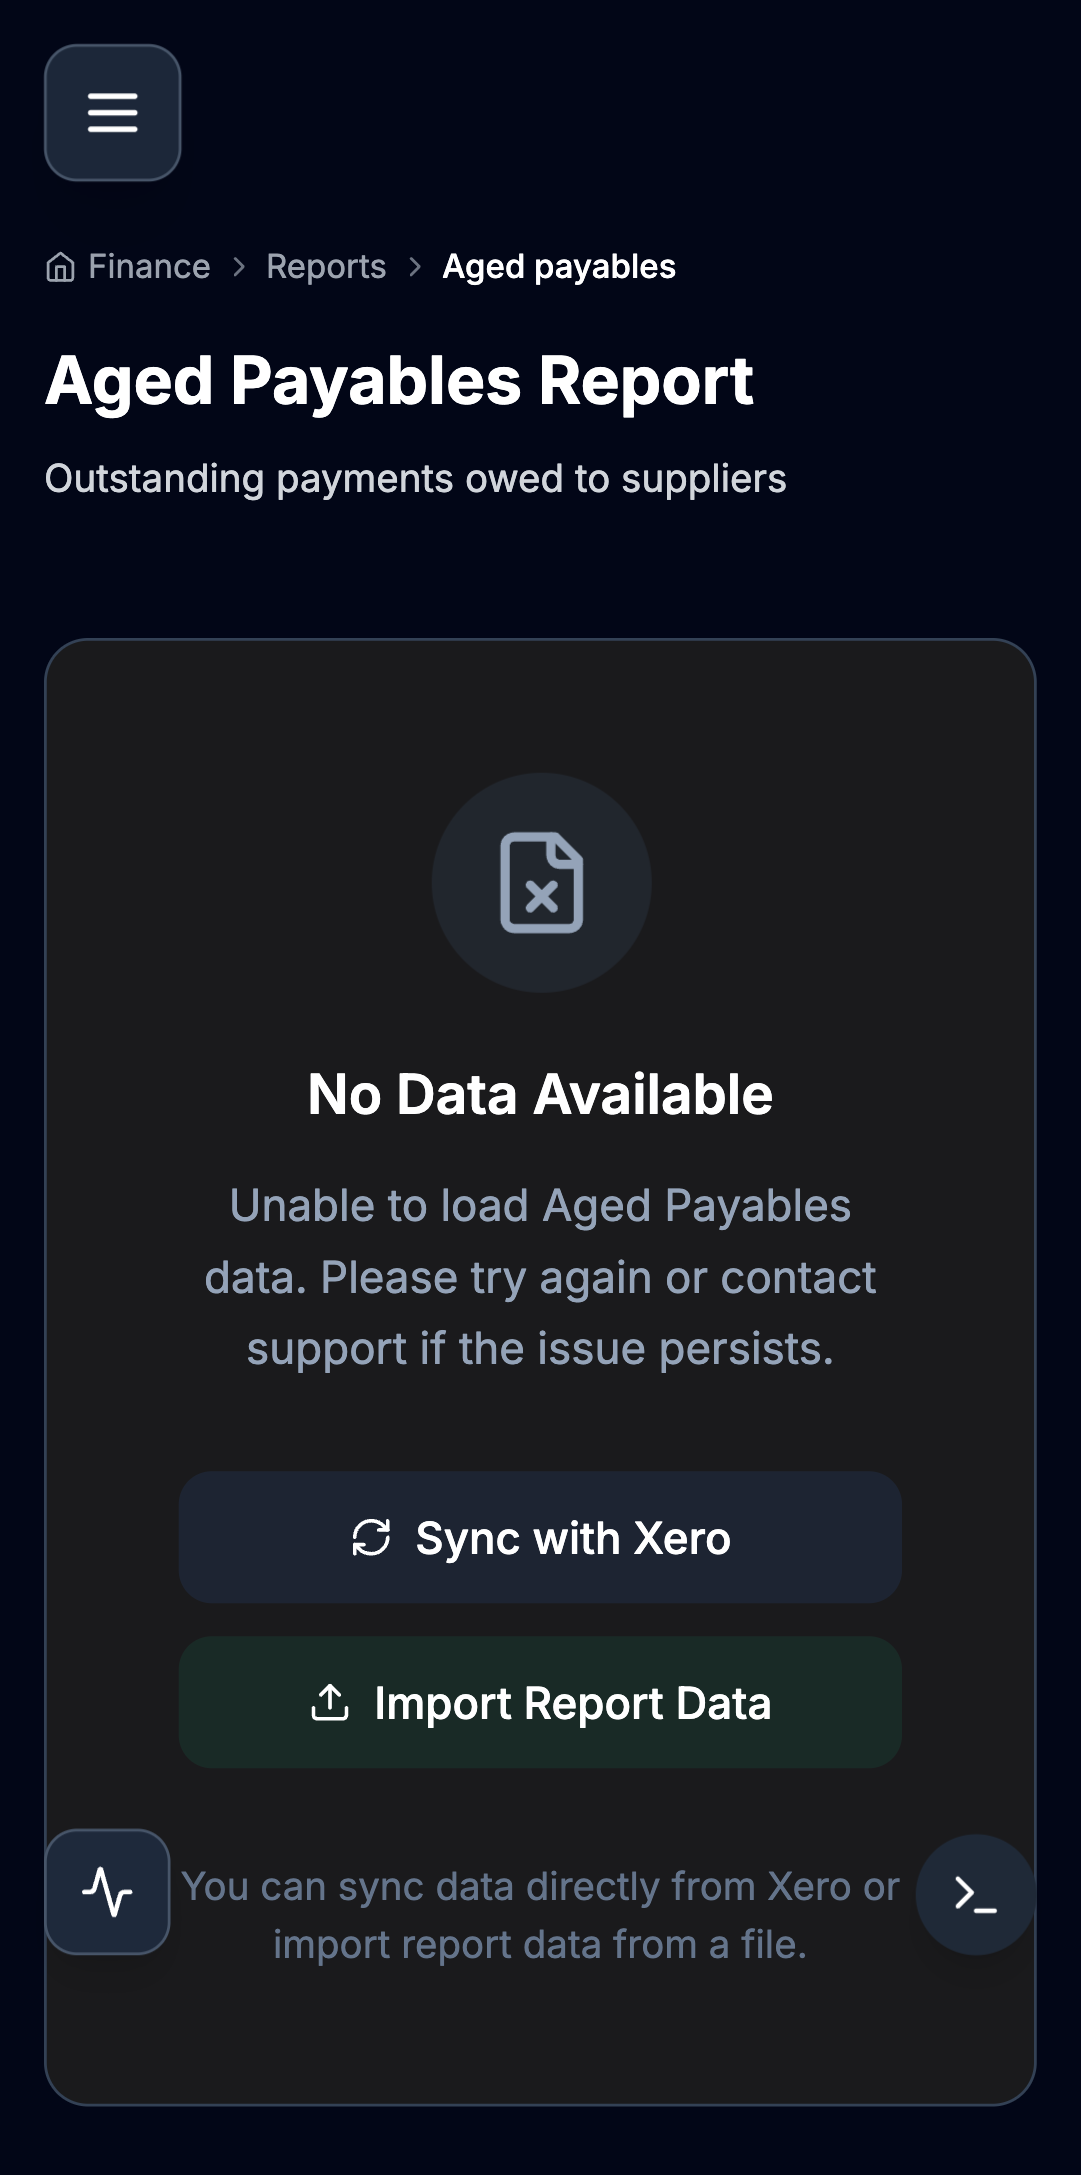 Finance > Reports > Aged payables
Aged Payables Report
Outstanding payments owed to suppliers
No Data Available
Unable to load Aged Payables
data. Please try again or contact
support if the issue persists.
Sync with Xero
Import Report Data
You can sync data directly from Xero or
import report data from a file.